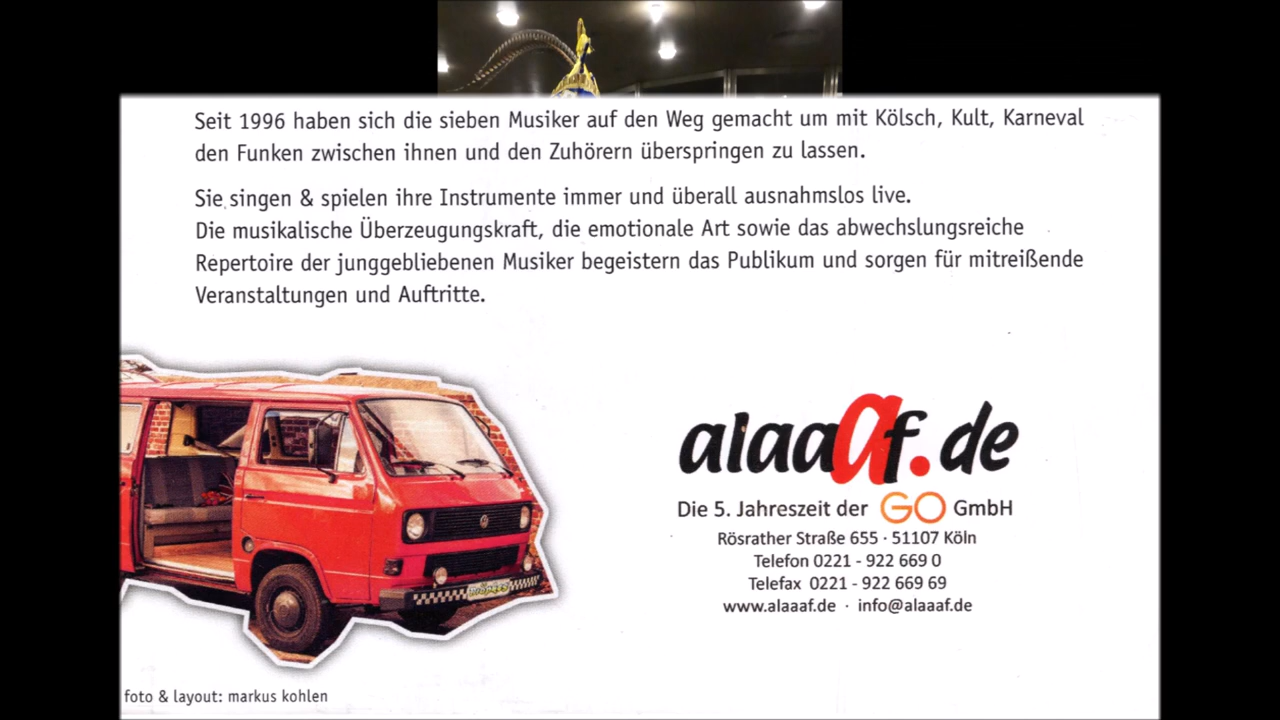 Seit 1996 haben sich die sieben Musiker auf den Weg gemacht um mit Kölsch, Kult, Karneval
den Funken zwischen ihnen und den Zuhörern überspringen zu lassen.
Sie singen & spielen ihre Instrumente immer und überall ausnahmslos live.
Die musikalische Überzeugungskraft, die emotionale Art sowie das abwechslungsreiche
Repertoire der junggebliebenen Musiker begeistern das Publikum und sorgen für mitreißende
Veranstaltungen und Auftritte.
alaaaf.de
Die 5. Jahreszeit der GO GmbH
Rösrather Straße 655 · 51107 Köln
Telefon 0221 - 922 669 0
Telefax 0221 - 922 669 69
www.alaaaf.de · info@alaaaf.de
foto & layout: markus kohlen